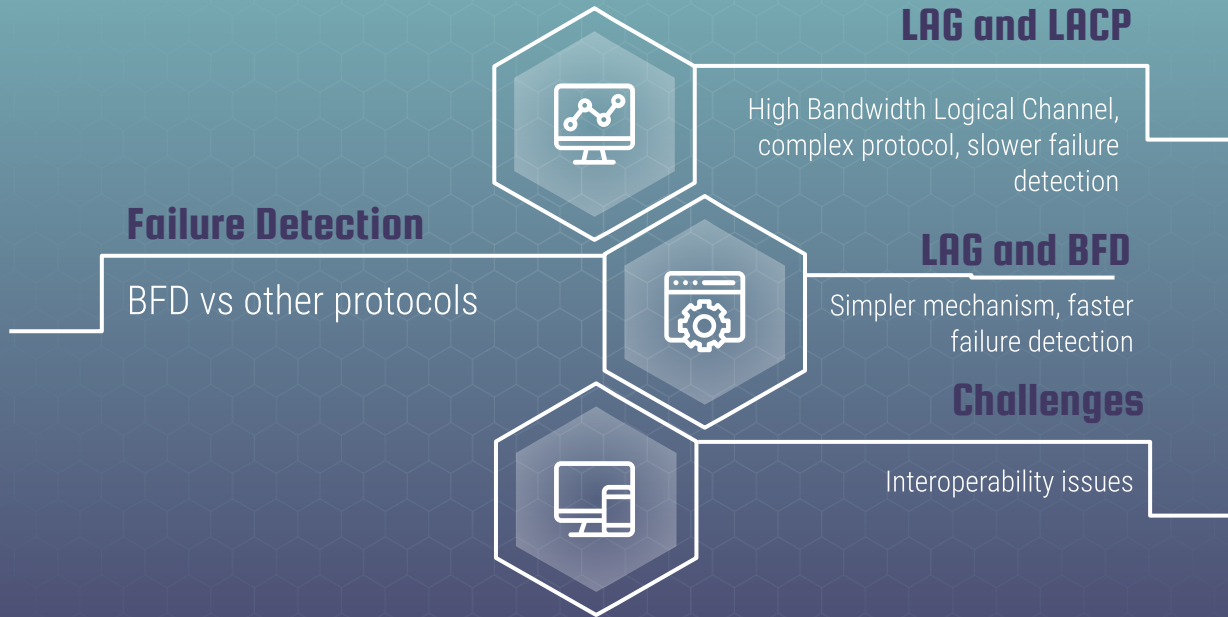 LAG and LACP
High Bandwidth Logical Channel,
complex protocol, slower failure
detection
Failure Detection
BFD vs other protocols
LAG and BFD
Simpler mechanism, faster
failure detection
Challenges
Interoperability issues